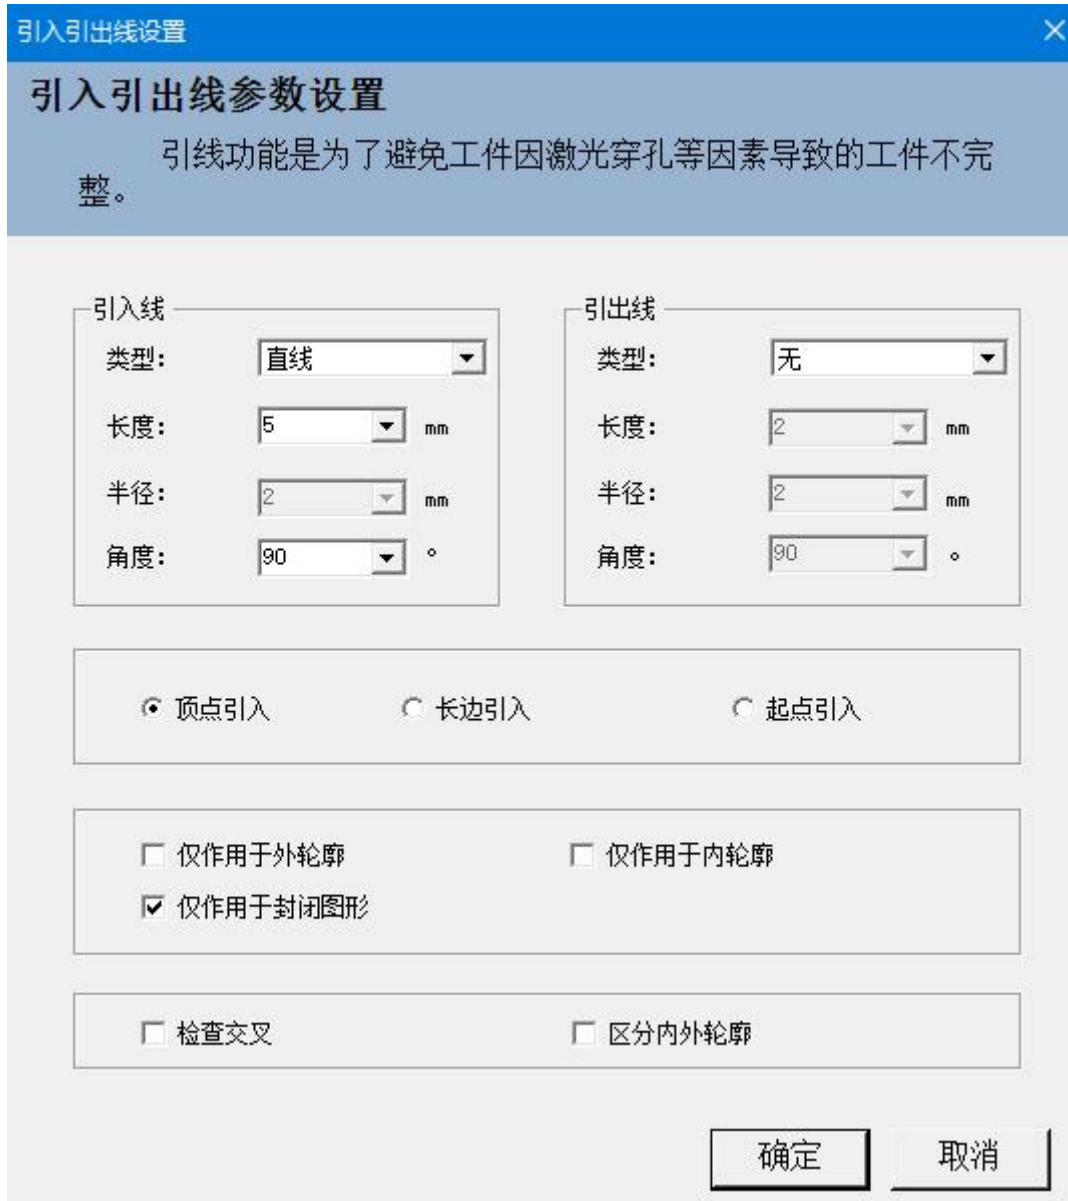 引入引出线设置
引入引出线参数设置
引线功能是为了避免工件因激光穿孔等因素导致的工件不完
整。
引入线
类型: 直线
长度: 5 mm
半径: 2 mm
角度: 90 °
引出线
类型: 无
长度: 2 mm
半径: 2 mm
角度: 90 °
顶点引入 长边引入 起点引入
仅作用于外轮廓 仅作用于内轮廓
仅作用于封闭图形
检查交叉 区分内外轮廓
确定 取消